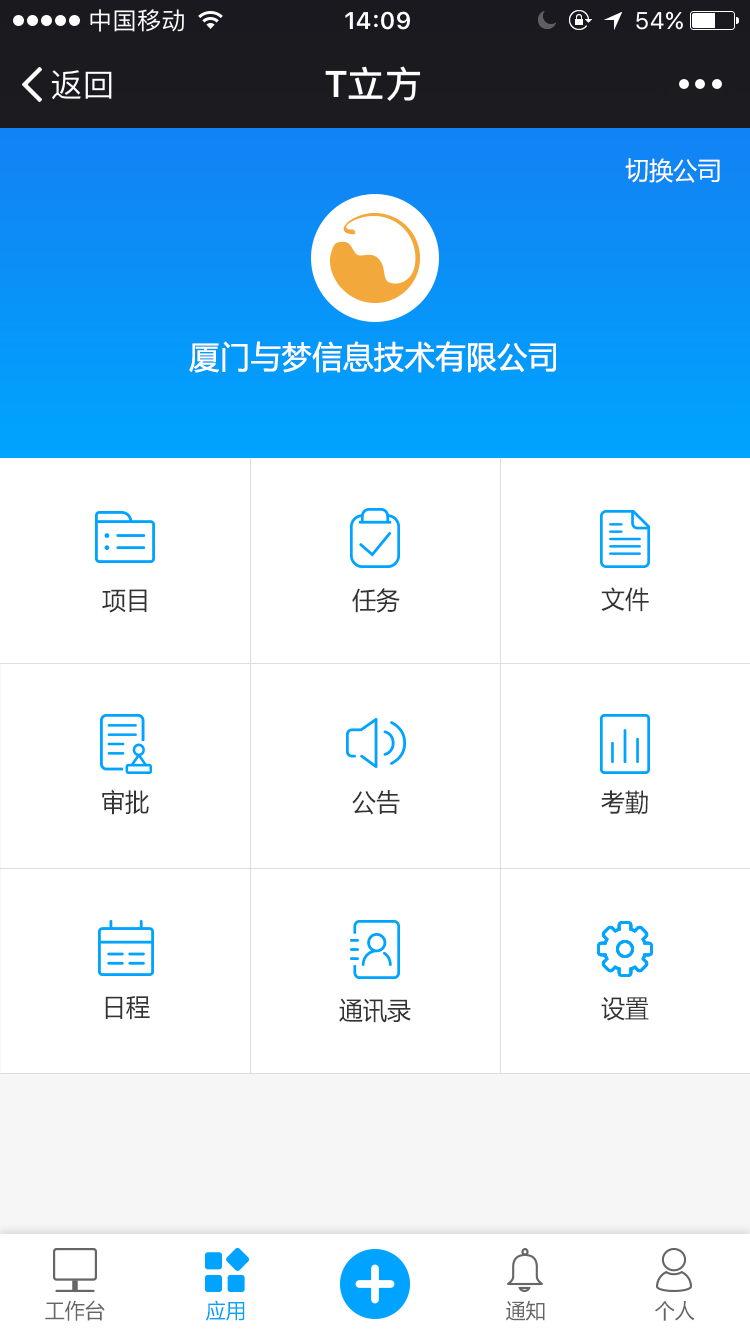 中国移动 14:09 54%
返回 T立方
切换公司
厦门与梦信息技术有限公司
项目 任务 文件
审批 公告 考勤
日程 通讯录 设置
工作台 应用 通知 个人